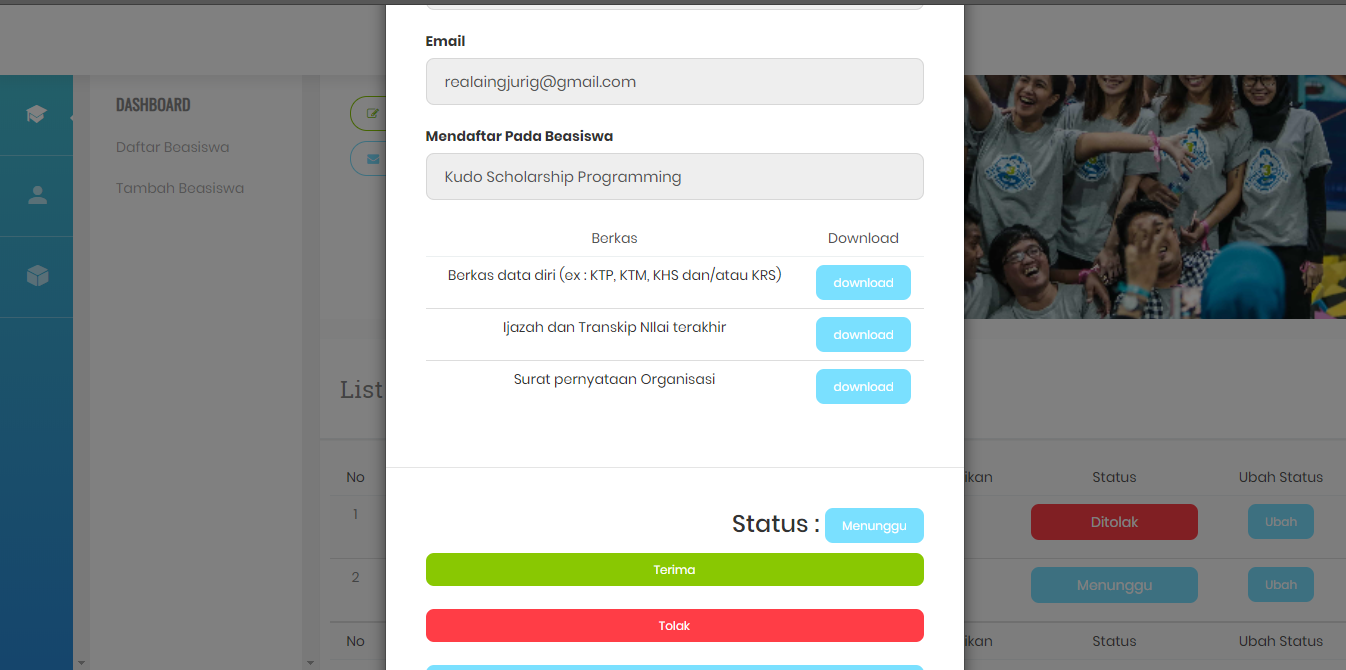 Email
realaingjurig@gmail.com
Mendaftar Pada Beasiswa
Kudo Scholarship Programming
Berkas Download
Berkas data diri (ex : KTP, KTM, KHS dan/atau KRS) download
Ijazah dan Transkip NIlai terakhir download
Surat pernyataan Organisasi download
Status : Menunggu
Terima
Tolak
DASHBOARD
Daftar Beasiswa
Tambah Beasiswa
List
No ikan Status Ubah Status
1 Ditolak Ubah
2 Menunggu Ubah
No ikan Status Ubah Status